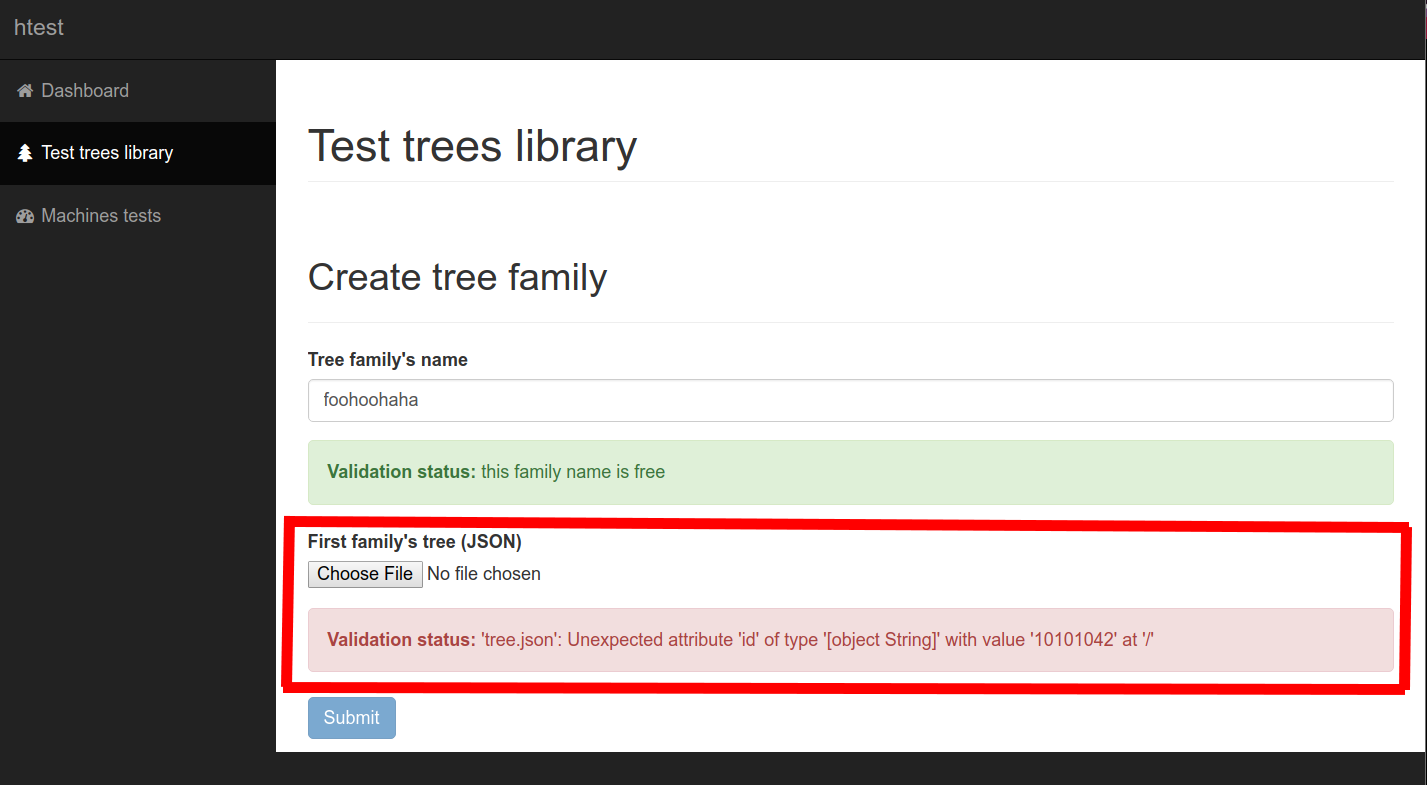 htest
Dashboard
Test trees library
Machines tests
Test trees library
Create tree family
Tree family's name
foohoohaha
Validation status: this family name is free
First family's tree (JSON)
Choose File No file chosen
Validation status: 'tree.json': Unexpected attribute 'id' of type '[object String]' with value '10101042' at '/'
Submit